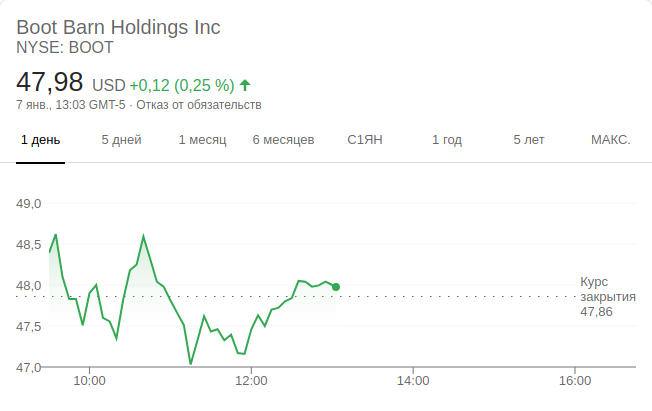 Boot Barn Holdings Inc
NYSE: BOOT
47,98 USD +0,12 (0,25 %)
7 янв., 13:03 GMT-5 · Отказ от обязательств
1 день 5 дней 1 месяц 6 месяцев С1ЯН 1 год 5 лет МАКС.
49,0
48,5
48,0
47,5
47,0
Курс
закрытия
47,86
10:00 12:00 14:00 16:00